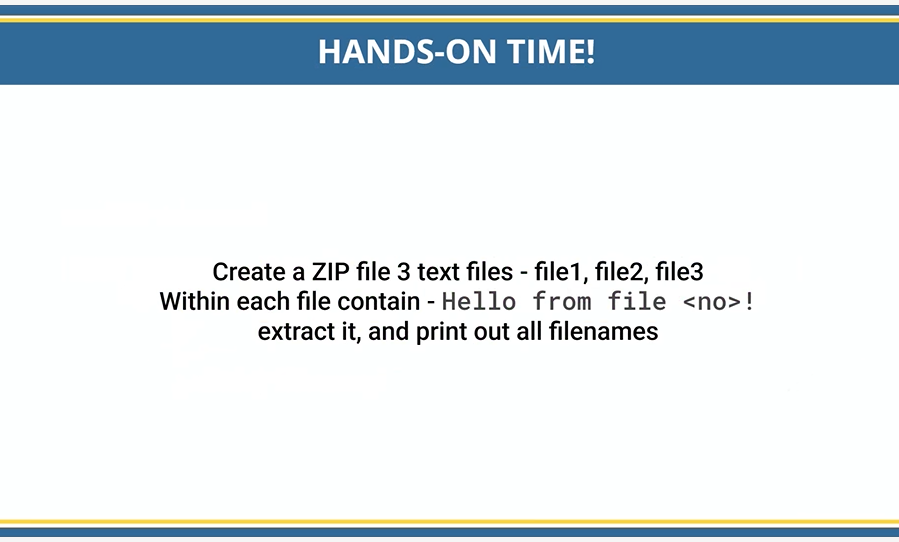 HANDS-ON TIME!
Create a ZIP file 3 text files - file1, file2, file3
Within each file contain - Hello from file <no>!
extract it, and print out all filenames